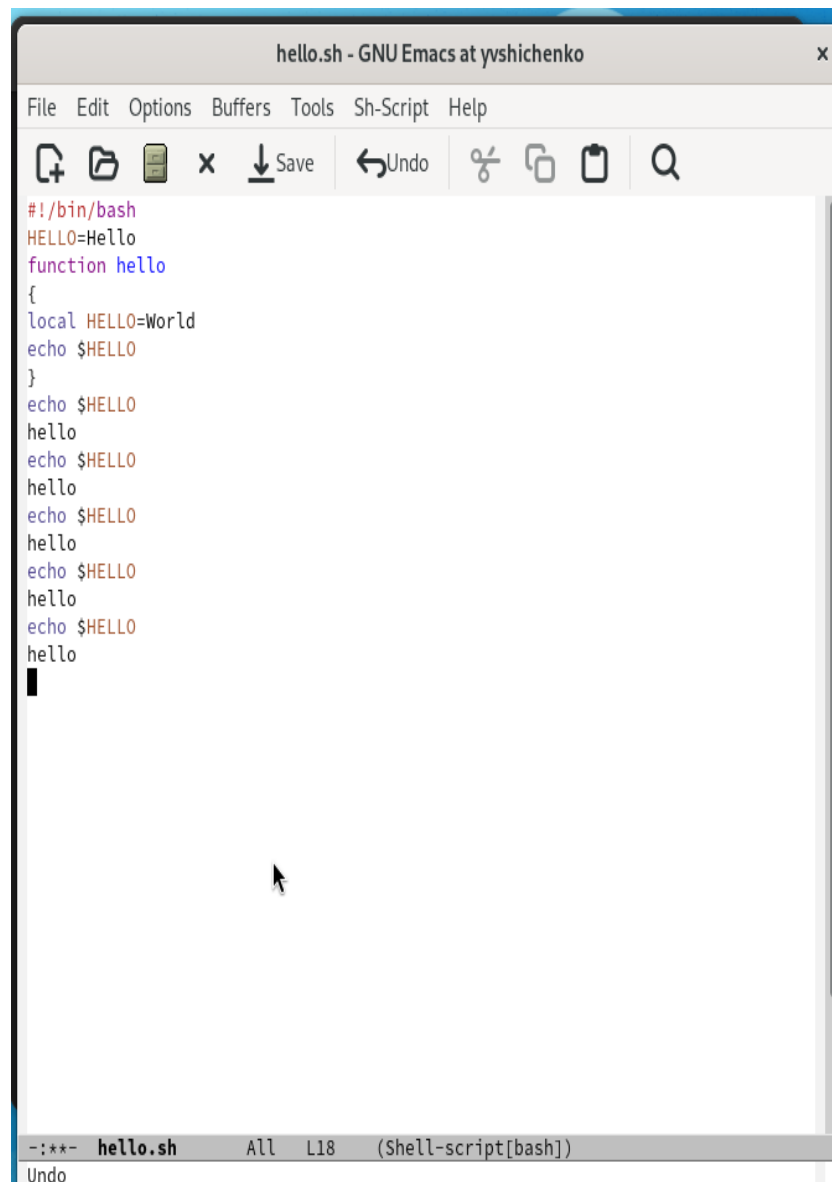 hello.sh - GNU Emacs at yvshichenko x
File Edit Options Buffers Tools Sh-Script Help
Save Undo
#!/bin/bash
HELLO=Hello
function hello
{
local HELLO=World
echo $HELLO
}
echo $HELLO
hello
echo $HELLO
hello
echo $HELLO
hello
echo $HELLO
hello
echo $HELLO
hello
-:**- hello.sh All L18 (Shell-script[bash])
Undo